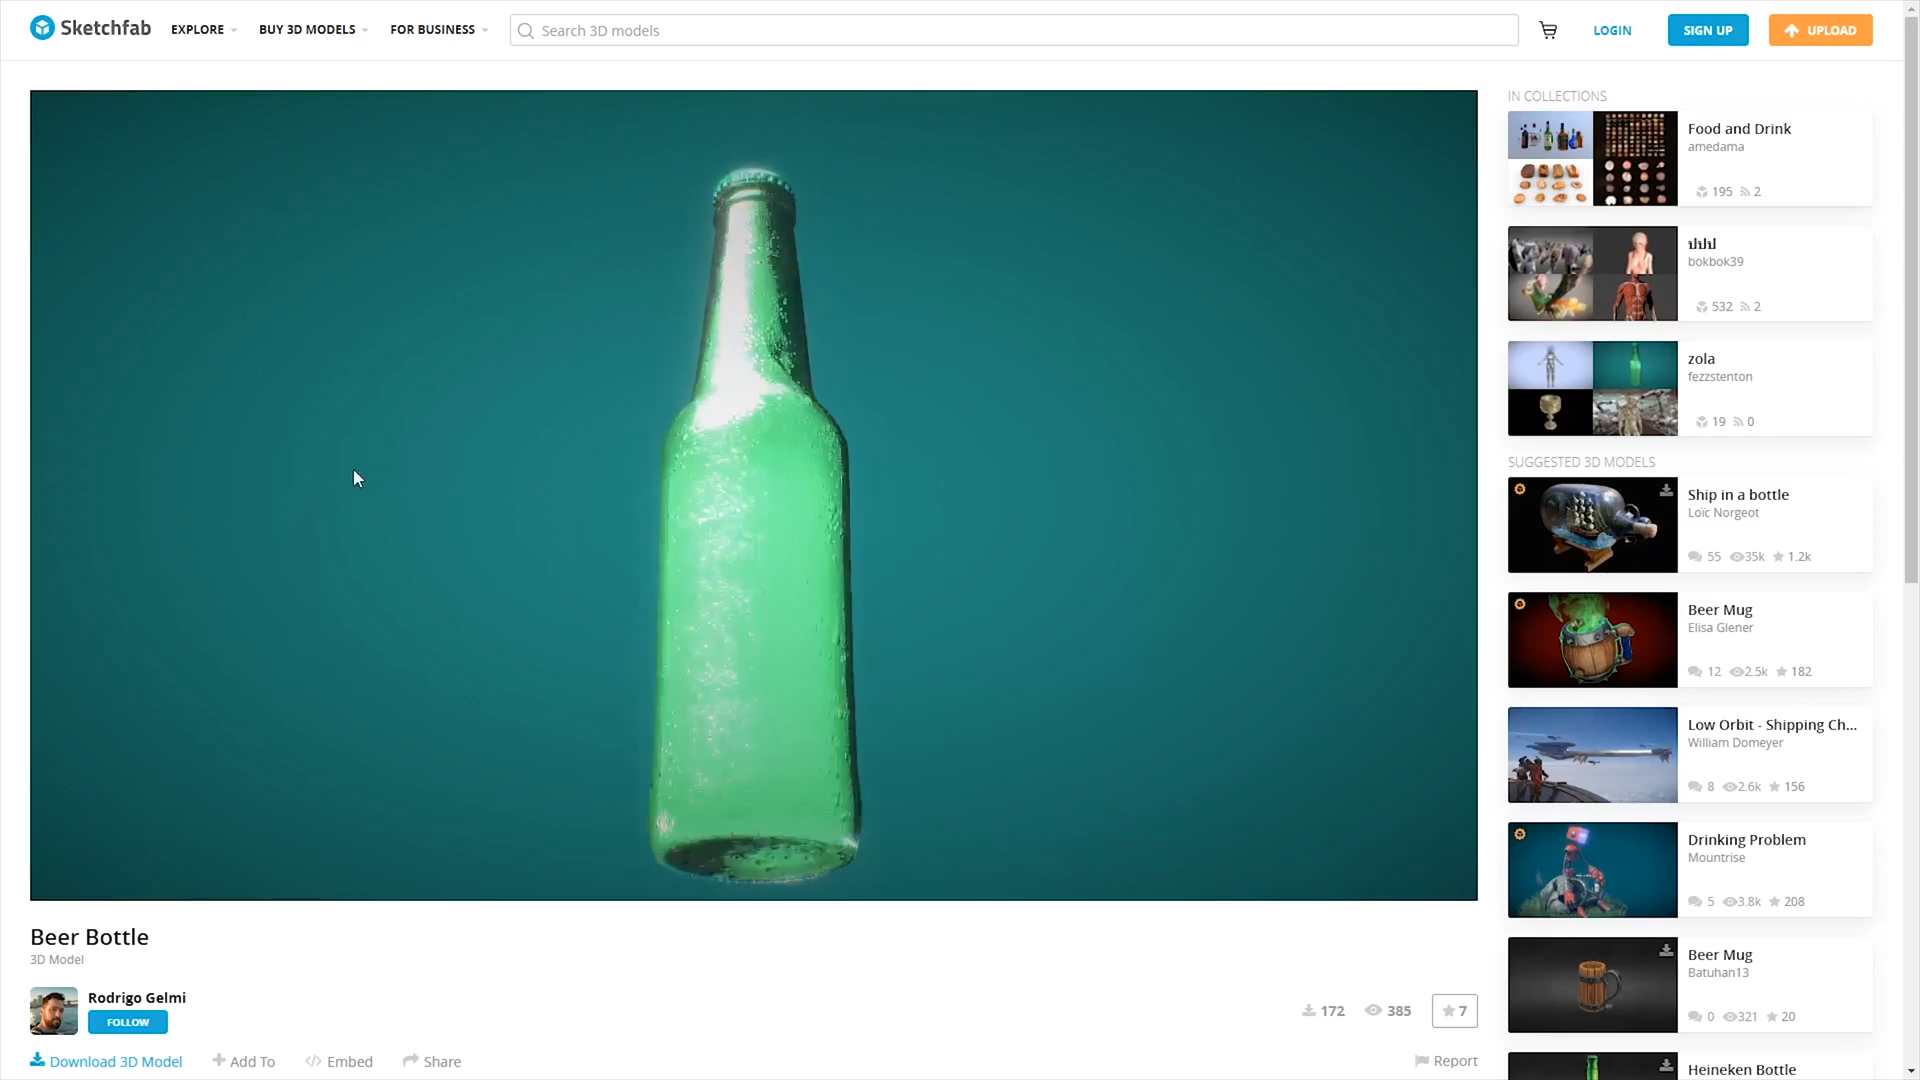 Sketchfab
EXPLORE
BUY 3D MODELS
FOR BUSINESS
Search 3D models
LOGIN
SIGN UP
UPLOAD
IN COLLECTIONS
Food and Drink
amedama
195 2
bokbok39
532 2
zola
fezzstenton
19 0
SUGGESTED 3D MODELS
Ship in a bottle
Loïc Norgeot
55 35k 1.2k
Beer Mug
Elisa Glener
12 2.5k 182
Low Orbit - Shipping Ch...
William Domeyer
8 2.6k 156
Drinking Problem
Mountrise
5 3.8k 208
Beer Mug
Batuhan13
0 321 20
Heineken Bottle
Beer Bottle
3D Model
Rodrigo Gelmi
FOLLOW
172 385 7
Download 3D Model
Add To
Embed
Share
Report